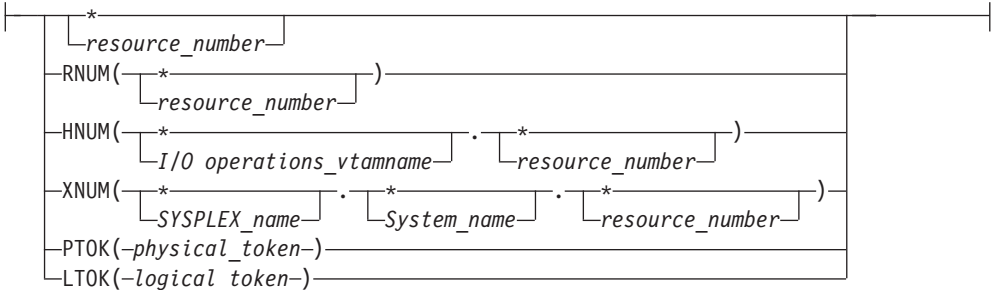 *
resource_number
RNUM( * )
resource_number
HNUM( * . * )
I/O operations_vtamname resource_number
XNUM( * . * . * )
SYSPLEX_name System_name resource_number
PTOK(physical_token)
LTOK(logical token)